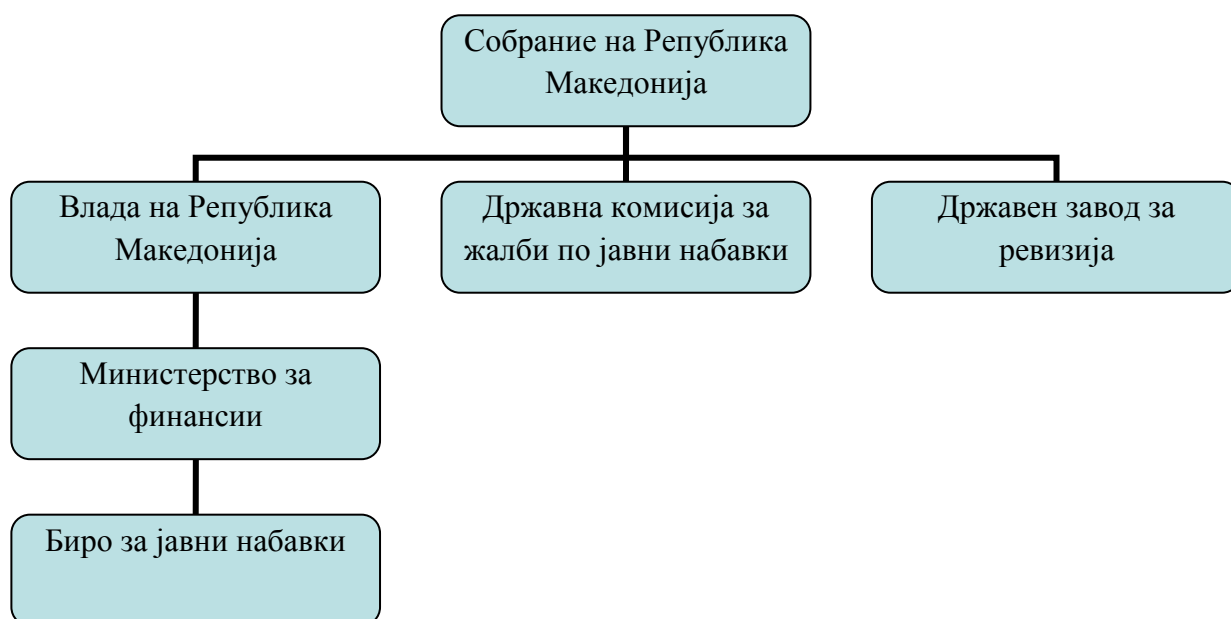 Собрание на Република
Македонија
Влада на Република
Македонија
Државна комисија за
жалби по јавни набавки
Државен завод за
ревизија
Министерство за
финансии
Биро за јавни набавки